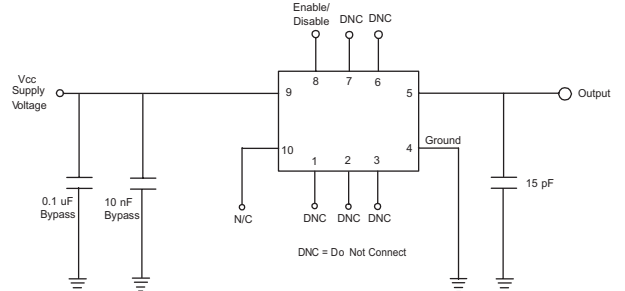 Enable/
Disable
DNC DNC
8 7 6
Vcc
Supply
Voltage
9
5
Output
10
4
Ground
1 2 3
0.1 uF
Bypass
10 nF
Bypass
15 pF
N/C
DNC DNC DNC
DNC = Do Not Connect